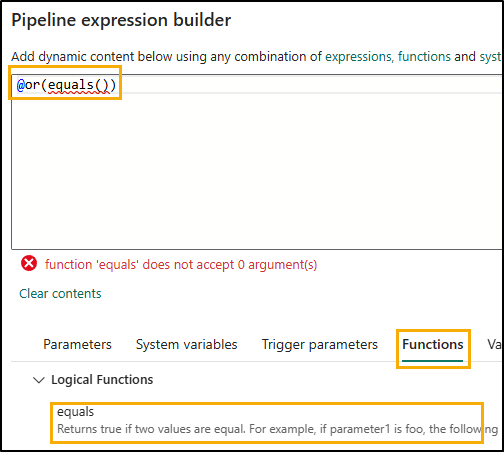 Pipeline expression builder
Add dynamic content below using any combination of expressions, functions and syst
@or(equals())
function 'equals' does not accept 0 argument(s)
Clear contents
Parameters System variables Trigger parameters Functions Va
Logical Functions
equals
Returns true if two values are equal. For example, if parameter1 is foo, the following